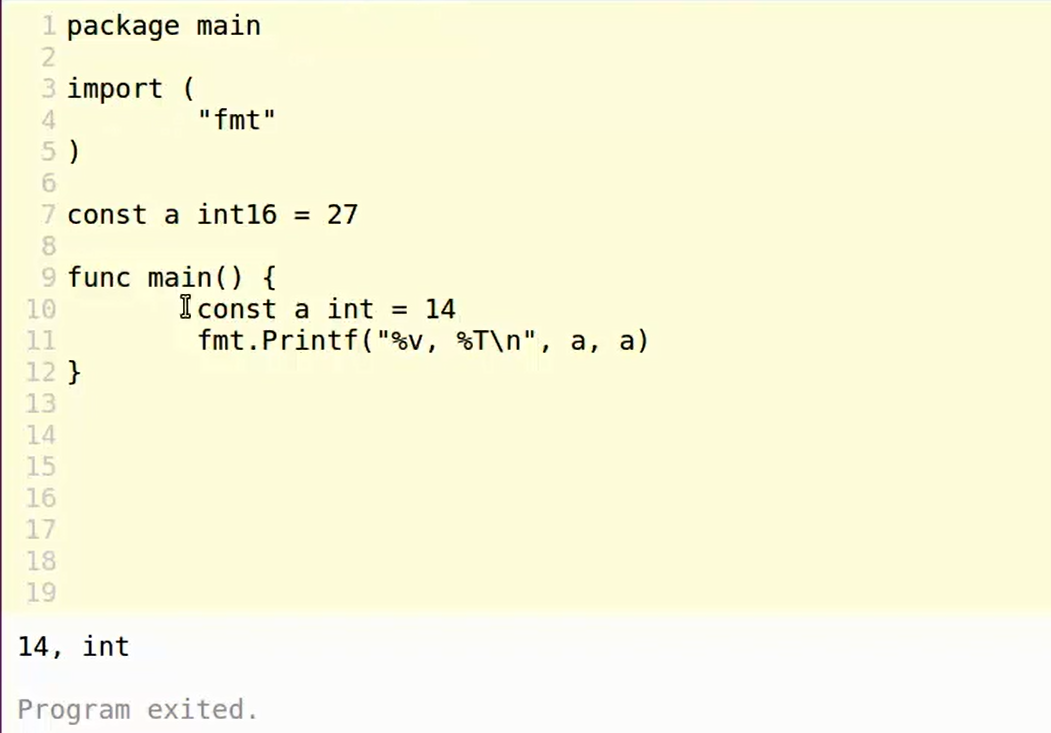 1 package main
2
3 import (
4 "fmt"
5 )
6
7 const a int16 = 27
8
9 func main() {
10 const a int = 14
11 fmt.Printf("%v, %T\n", a, a)
12 }
13
14
15
16
17
18
19
14, int
Program exited.